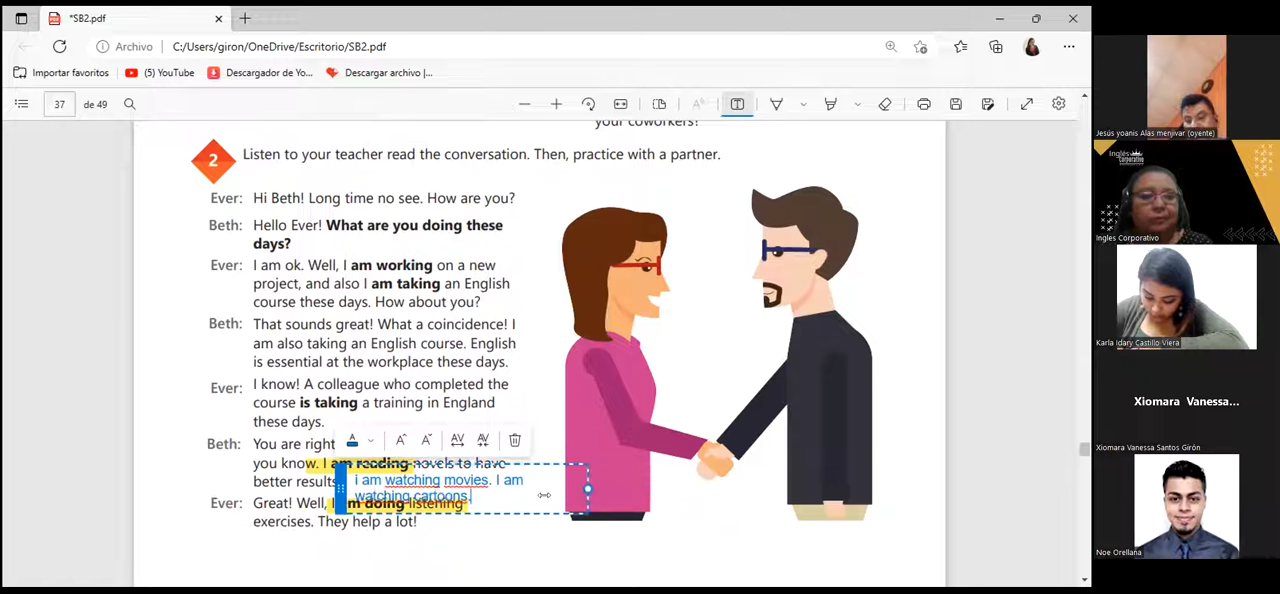 *SB2.pdf
Archivo C:/Users/giron/OneDrive/Escritorio/SB2.pdf
Importar favoritos (5) YouTube Descargador de Yo... Descargar archivo |...
37 de 49
your coworkers?
2 Listen to your teacher read the conversation. Then, practice with a partner.
Ever: Hi Beth! Long time no see. How are you?
Beth: Hello Ever! What are you doing these
days?
Ever: I am ok. Well, I am working on a new
project, and also I am taking an English
course these days. How about you?
Beth: That sounds great! What a coincidence! I
am also taking an English course. English
is essential at the workplace these days.
Ever: I know! A colleague who completed the
course is taking a training in England
these days.
Beth: You are right
you know. I am reading novels to have
better results
i am watching movies. I am
watching cartoons.
Ever: Great! Well, I am doing listening
exercises. They help a lot!
Jesús yoanis Alas menjivar (oyente)
Inglés
Corporativo
Ingles Corporativo
Karla Idary Castillo Viera
Xiomara Vanessa...
Xiomara Vanessa Santos Girón
Noe Orellana